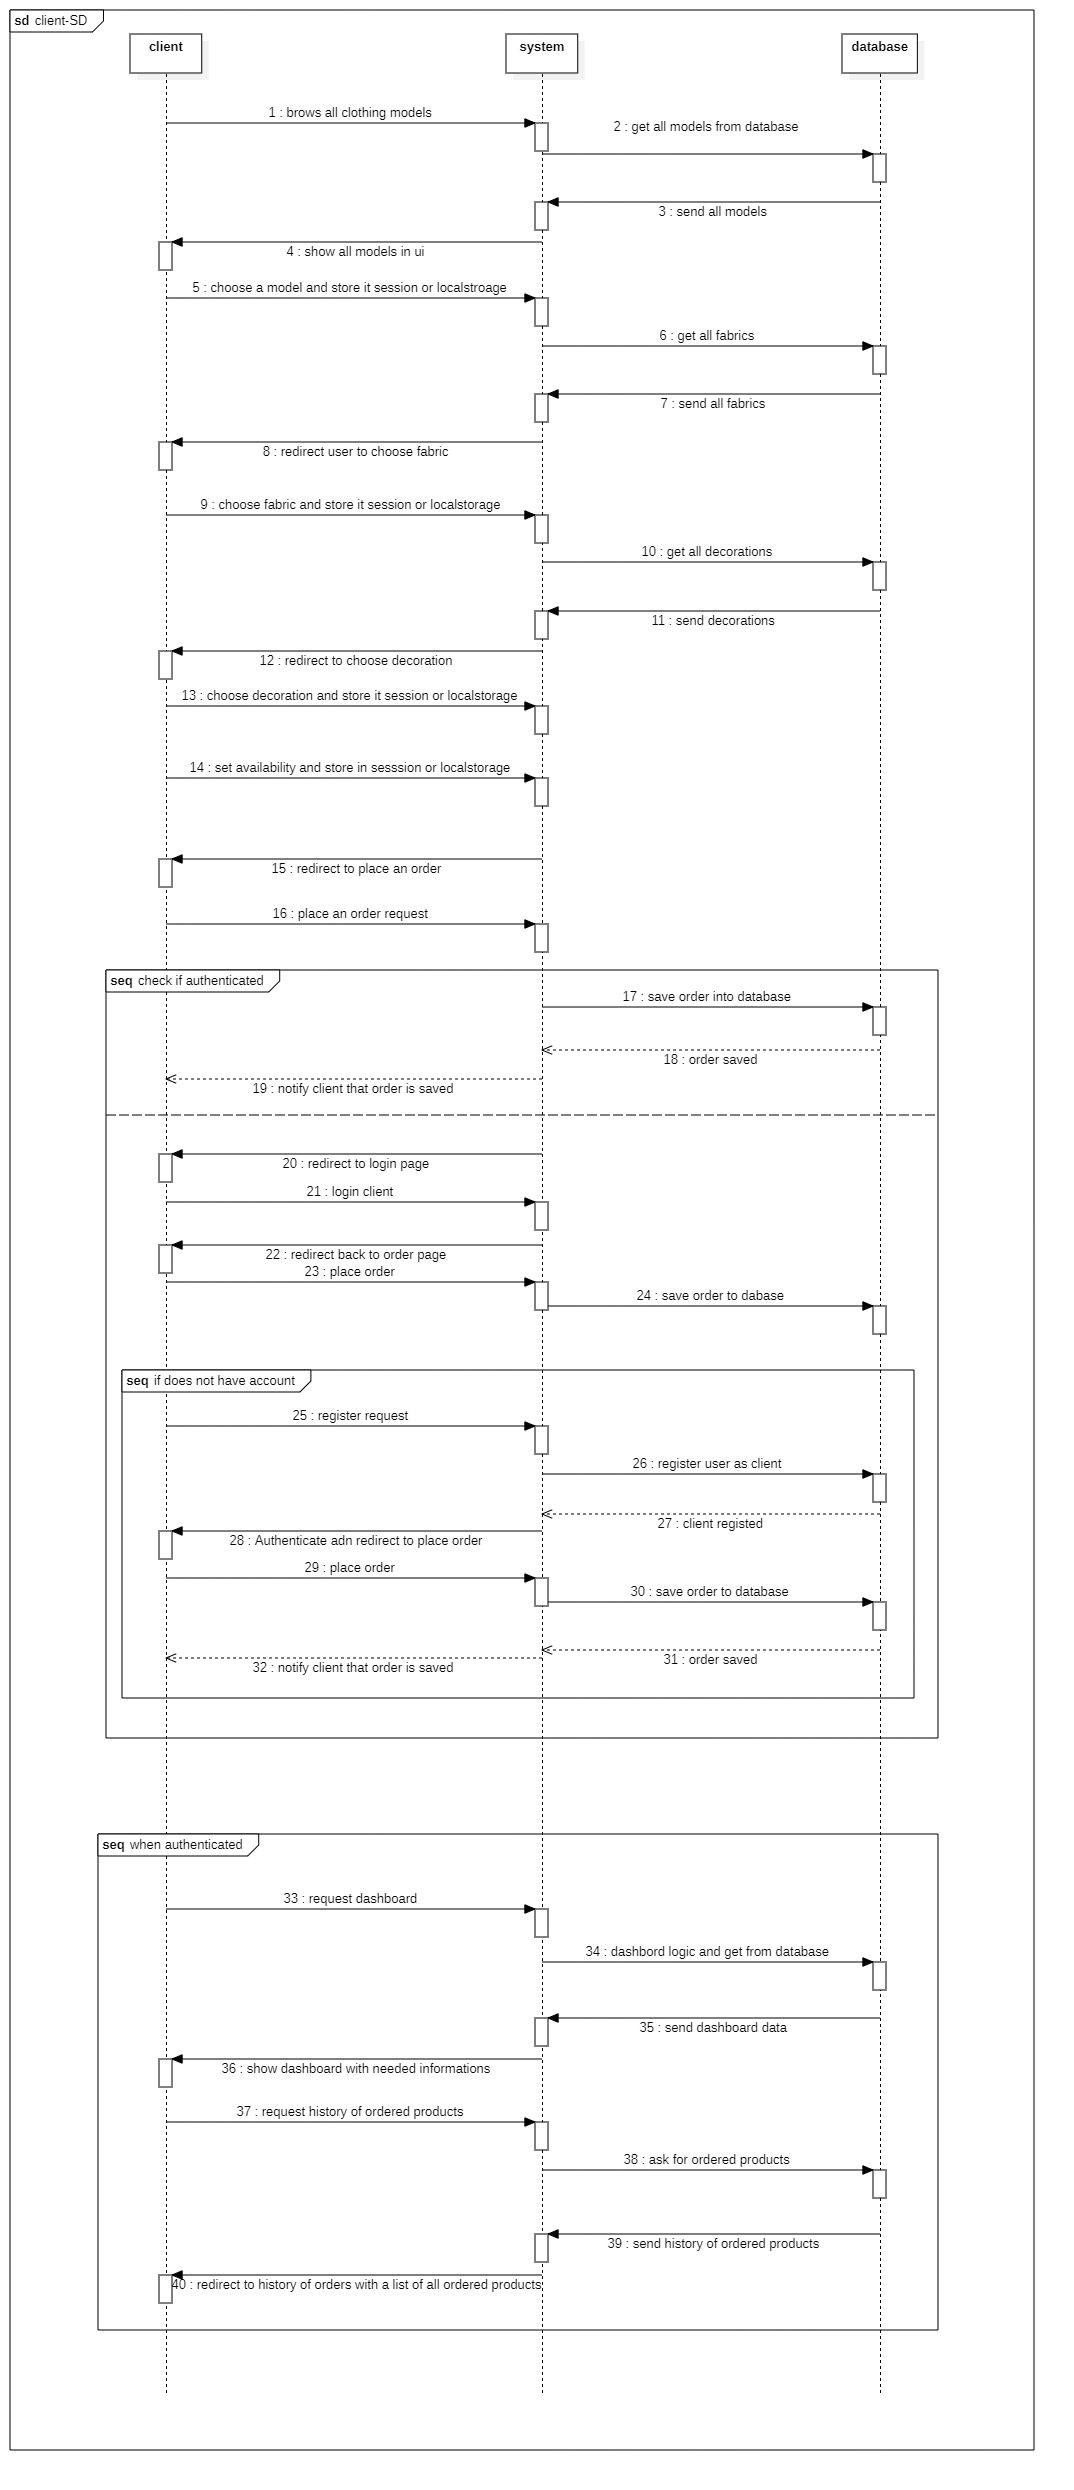 sd client-SD
client
system
database
1 : brows all clothing models
2 : get all models from database
3 : send all models
4 : show all models in ui
5 : choose a model and store it session or localstroage
6 : get all fabrics
7 : send all fabrics
8 : redirect user to choose fabric
9 : choose fabric and store it session or localstorage
10 : get all decorations
11 : send decorations
12 : redirect to choose decoration
13 : choose decoration and store it session or localstorage
14 : set availability and store in sesssion or localstorage
15 : redirect to place an order
16 : place an order request
seq check if authenticated
17 : save order into database
18 : order saved
19 : notify client that order is saved
20 : redirect to login page
21 : login client
22 : redirect back to order page
23 : place order
24 : save order to dabase
seq if does not have account
25 : register request
26 : register user as client
27 : client registed
28 : Authenticate adn redirect to place order
29 : place order
30 : save order to database
31 : order saved
32 : notify client that order is saved
seq when authenticated
33 : request dashboard
34 : dashbord logic and get from database
35 : send dashboard data
36 : show dashboard with needed informations
37 : request history of ordered products
38 : ask for ordered products
39 : send history of ordered products
40 : redirect to history of orders with a list of all ordered products